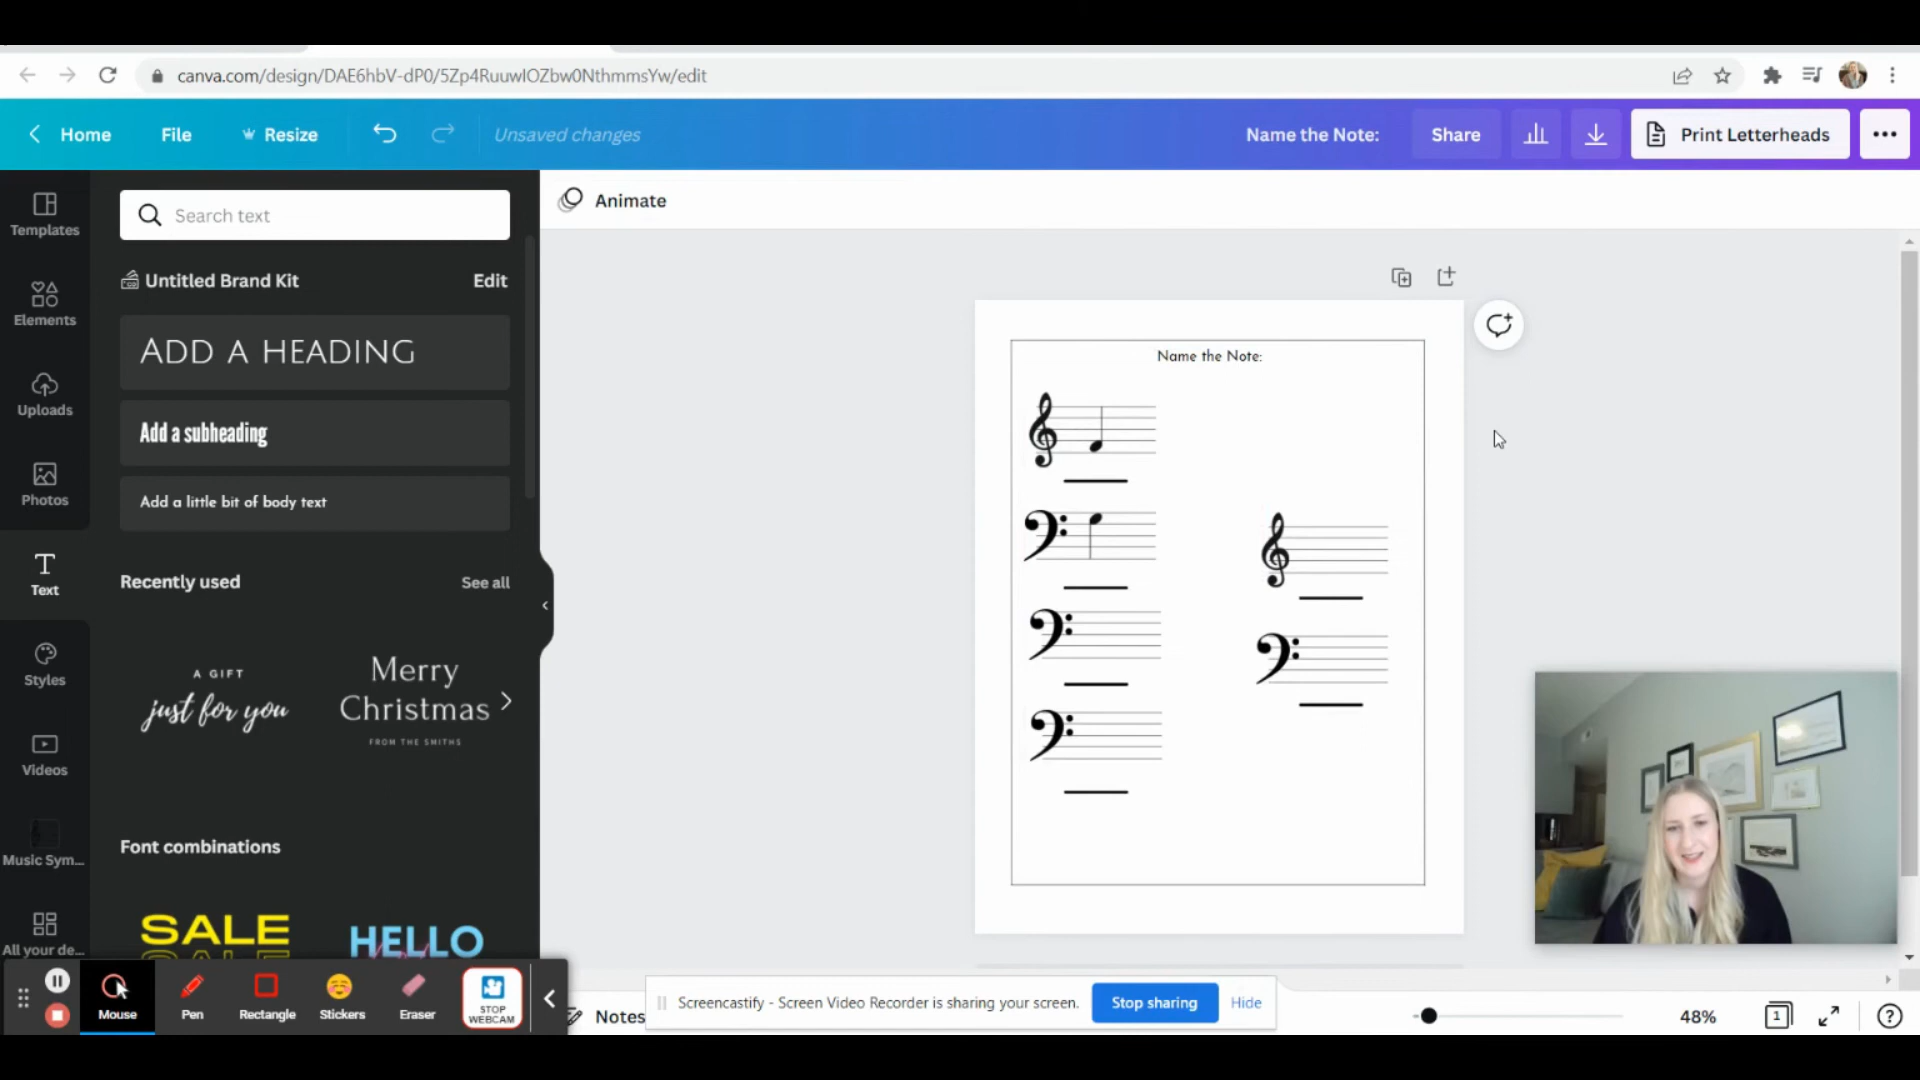 canva.com/design/DAE6hbV-dP0/5Zp4RuuwIOZbw0NthmmsYw/edit
Home
File
Resize
Unsaved changes
Name the Note:
Share
Print Letterheads
Templates
Elements
Uploads
Photos
Text
Styles
Videos
Music Sym...
All your de...
Search text
Untitled Brand Kit
Edit
ADD A HEADING
Add a subheading
Add a little bit of body text
Recently used
See all
A GIFT
just for you
Merry
Christmas
FROM THE SMITHS
Font combinations
SALE
SALE
HELLO
Animate
Name the Note:
Mouse
Pen
Rectangle
Stickers
Eraser
STOP
WEBCAM
Notes
Screencastify - Screen Video Recorder is sharing your screen.
Stop sharing
Hide
48%
1